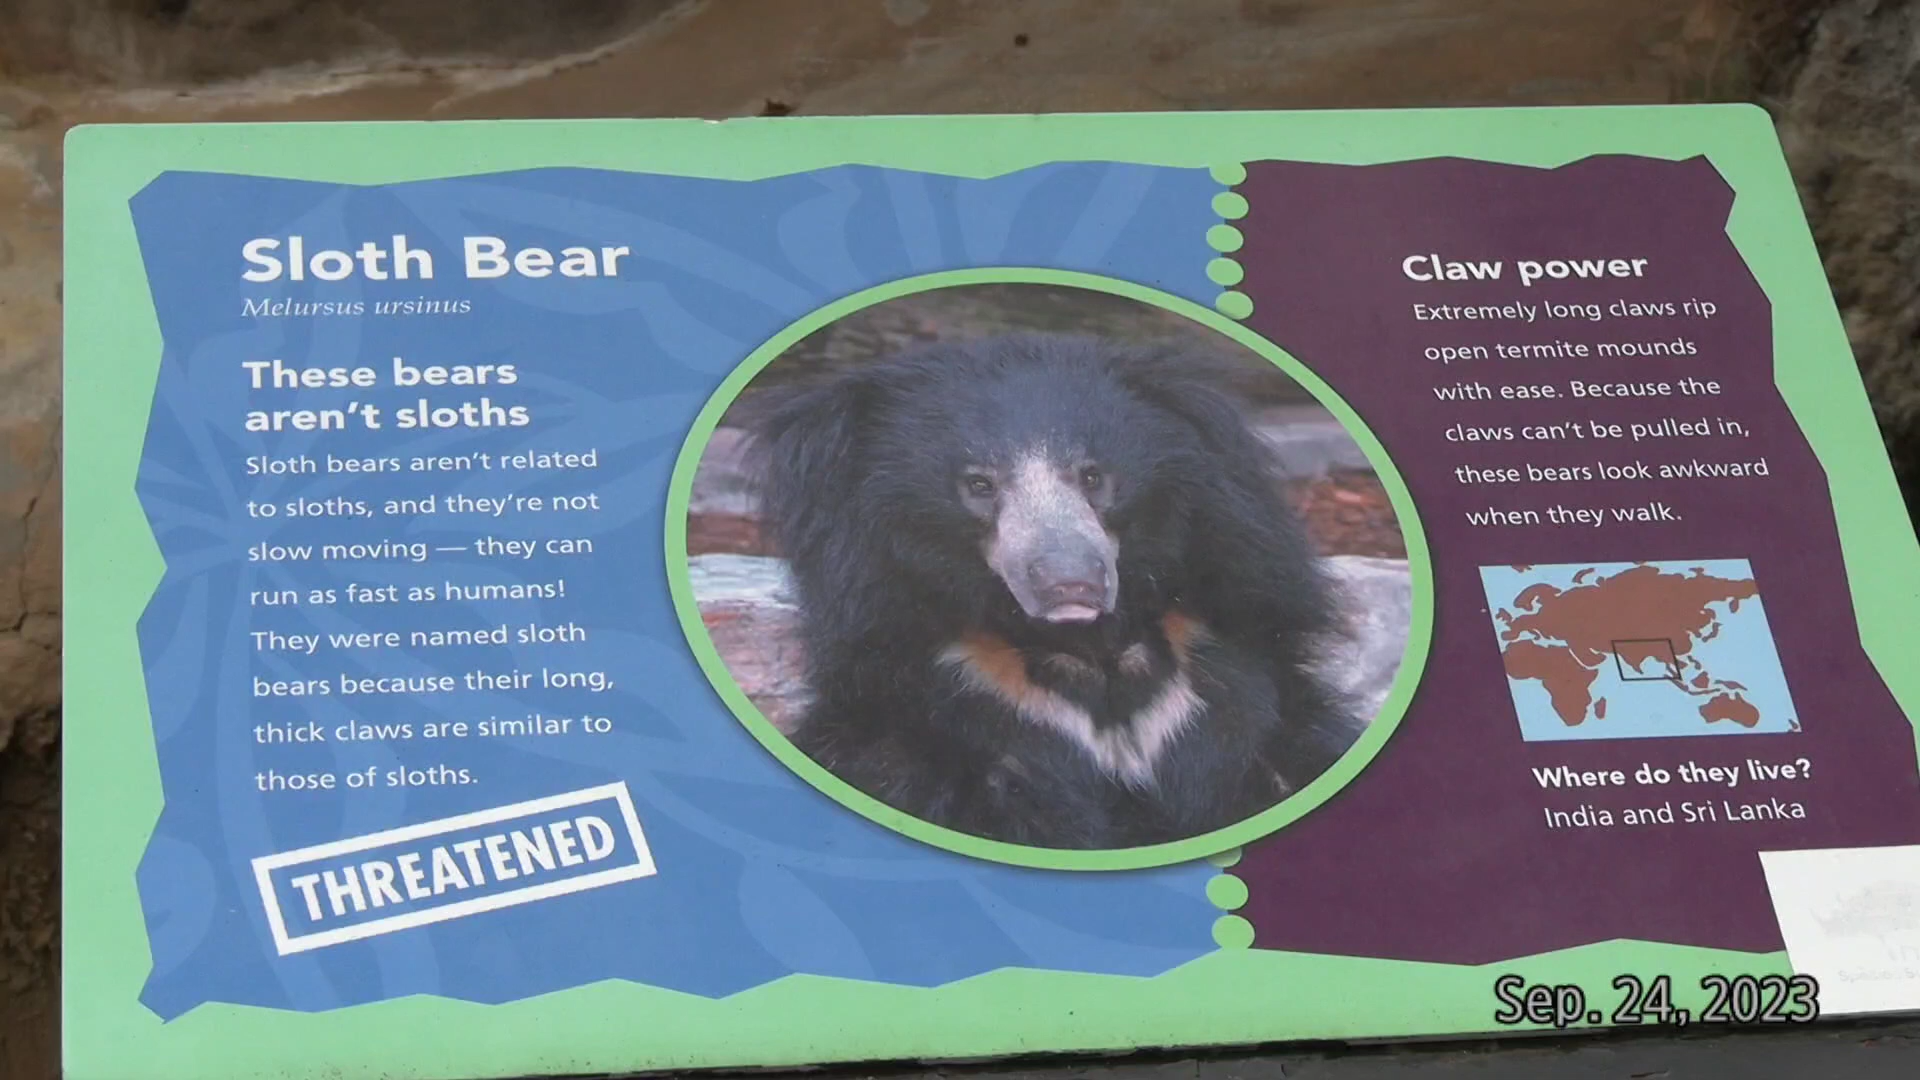 Sloth Bear
Melursus ursinus
These bears
aren't sloths
Sloth bears aren't related
to sloths, and they're not
slow moving — they can
run as fast as humans!
They were named sloth
bears because their long,
thick claws are similar to
those of sloths.
THREATENED
Claw power
Extremely long claws rip
open termite mounds
with ease. Because the
claws can't be pulled in,
these bears look awkward
when they walk.
Where do they live?
India and Sri Lanka
Sep. 24, 2023